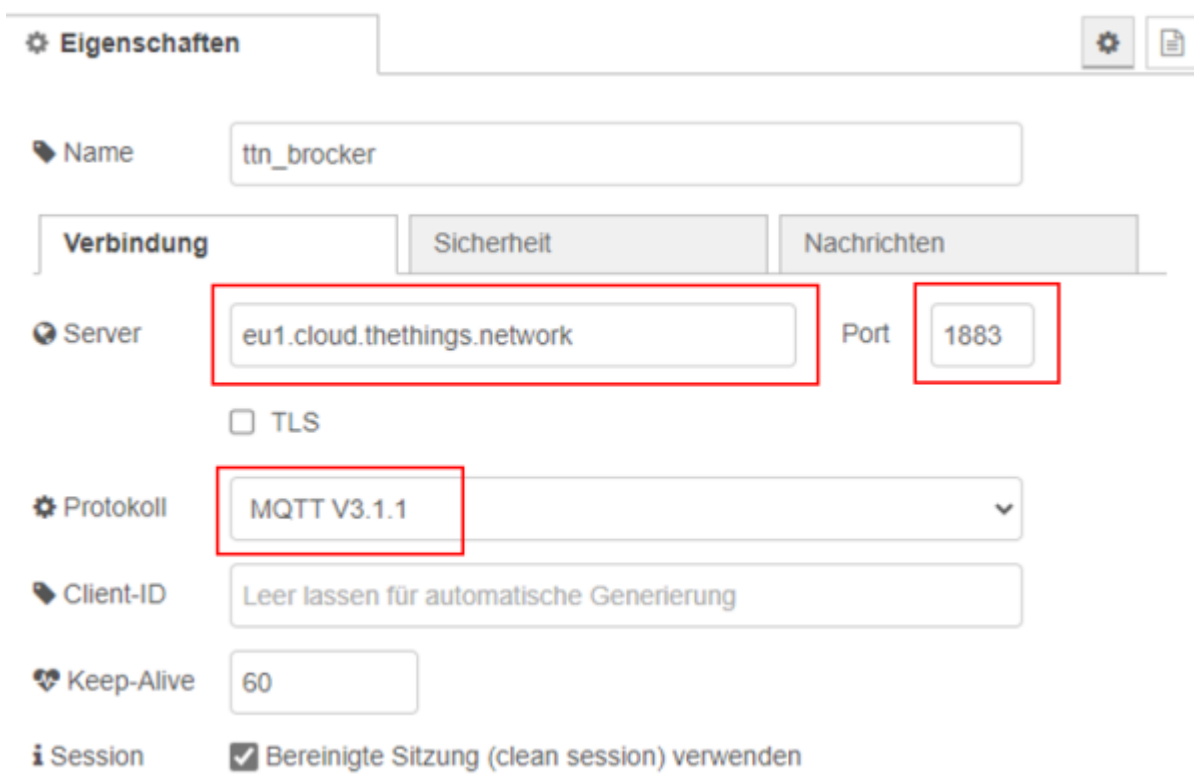 Eigenschaften
Name ttn_brocker
Verbindung Sicherheit Nachrichten
Server eu1.cloud.thethings.network Port 1883
TLS
Protokoll MQTT V3.1.1
Client-ID Leer lassen für automatische Generierung
Keep-Alive 60
Session Bereinigte Sitzung (clean session) verwenden